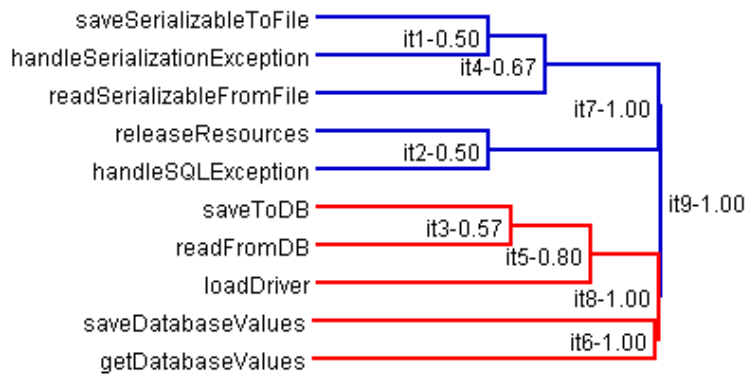 saveSerializableToFile
it1-0.50
handleSerializationException
it4-0.67
readSerializableFromFile
it7-1.00
releaseResources
it2-0.50
handleSQLException
it9-1.00
saveToDB
it3-0.57
readFromDB
it5-0.80
loadDriver
it8-1.00
saveDatabaseValues
it6-1.00
getDatabaseValues